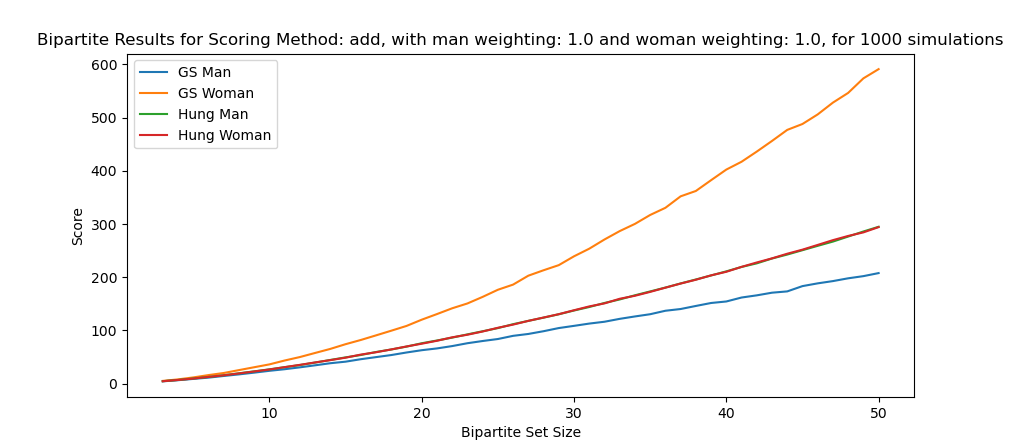 Bipartite Results for Scoring Method: add, with man weighting: 1.0 and woman weighting: 1.0, for 1000 simulations
GS Man
GS Woman
Hung Man
Hung Woman
Score
600
500
400
300
200
100
0
10 20 30 40 50
Bipartite Set Size